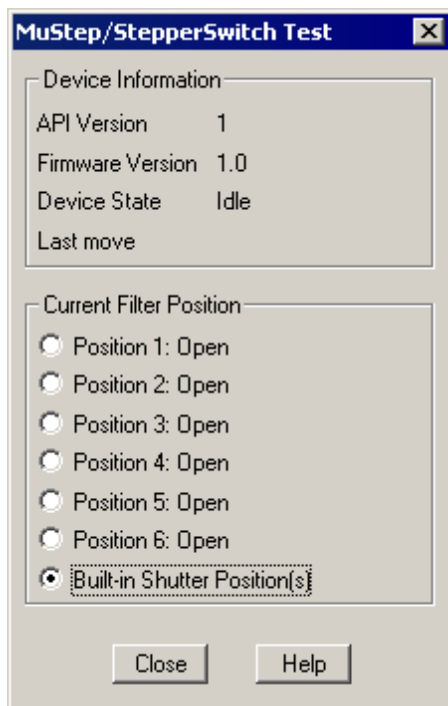 MuStep/StepperSwitch Test
Device Information
API Version 1
Firmware Version 1.0
Device State Idle
Last move
Current Filter Position
Position 1: Open
Position 2: Open
Position 3: Open
Position 4: Open
Position 5: Open
Position 6: Open
Built-in Shutter Position(s)
Close Help